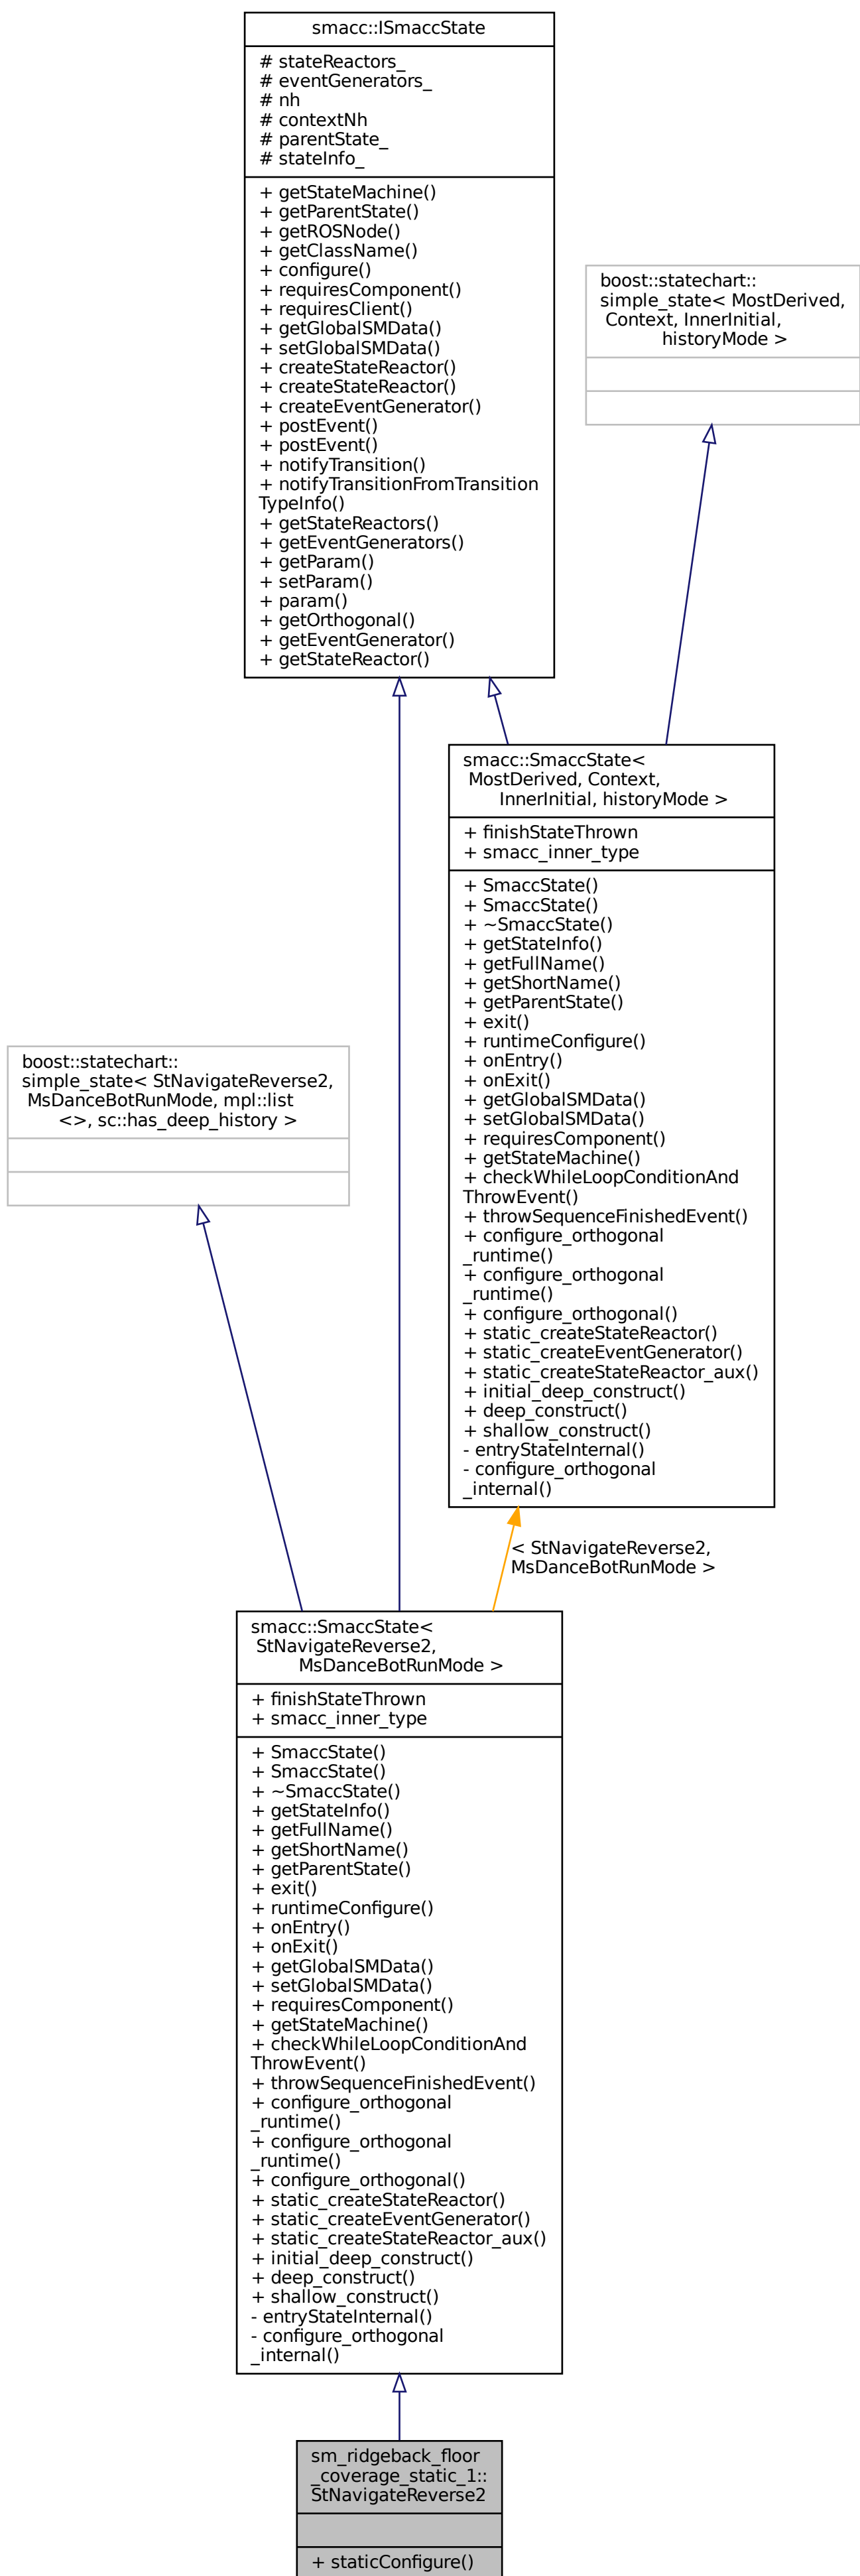 smacc::ISmaccState
# stateReactors_
# eventGenerators_
# nh
# contextNh
# parentState_
# stateInfo_
+ getStateMachine()
+ getParentState()
+ getROSNode()
+ getClassName()
+ configure()
+ requiresComponent()
+ requiresClient()
+ getGlobalSMData()
+ setGlobalSMData()
+ createStateReactor()
+ createStateReactor()
+ createEventGenerator()
+ postEvent()
+ postEvent()
+ notifyTransition()
+ notifyTransitionFromTransition
TypeInfo()
+ getStateReactors()
+ getEventGenerators()
+ getParam()
+ setParam()
+ param()
+ getOrthogonal()
+ getEventGenerator()
+ getStateReactor()
boost::statechart::
simple_state< MostDerived,
Context, InnerInitial,
historyMode >
smacc::SmaccState<
MostDerived, Context,
InnerInitial, historyMode >
+ finishStateThrown
+ smacc_inner_type
+ SmaccState()
+ SmaccState()
+ ~SmaccState()
+ getStateInfo()
+ getFullName()
+ getShortName()
+ getParentState()
+ exit()
+ runtimeConfigure()
+ onEntry()
+ onExit()
+ getGlobalSMData()
+ setGlobalSMData()
+ requiresComponent()
+ getStateMachine()
+ checkWhileLoopConditionAnd
ThrowEvent()
+ throwSequenceFinishedEvent()
+ configure_orthogonal
_runtime()
+ configure_orthogonal
_runtime()
+ configure_orthogonal()
+ static_createStateReactor()
+ static_createEventGenerator()
+ static_createStateReactor_aux()
+ initial_deep_construct()
+ deep_construct()
+ shallow_construct()
- entryStateInternal()
- configure_orthogonal
_internal()
boost::statechart::
simple_state< StNavigateReverse2,
MsDanceBotRunMode, mpl::list
<>, sc::has_deep_history >
< StNavigateReverse2,
MsDanceBotRunMode >
smacc::SmaccState<
StNavigateReverse2,
MsDanceBotRunMode >
+ finishStateThrown
+ smacc_inner_type
+ SmaccState()
+ SmaccState()
+ ~SmaccState()
+ getStateInfo()
+ getFullName()
+ getShortName()
+ getParentState()
+ exit()
+ runtimeConfigure()
+ onEntry()
+ onExit()
+ getGlobalSMData()
+ setGlobalSMData()
+ requiresComponent()
+ getStateMachine()
+ checkWhileLoopConditionAnd
ThrowEvent()
+ throwSequenceFinishedEvent()
+ configure_orthogonal
_runtime()
+ configure_orthogonal
_runtime()
+ configure_orthogonal()
+ static_createStateReactor()
+ static_createEventGenerator()
+ static_createStateReactor_aux()
+ initial_deep_construct()
+ deep_construct()
+ shallow_construct()
- entryStateInternal()
- configure_orthogonal
_internal()
sm_ridgeback_floor
_coverage_static_1::
StNavigateReverse2
+ staticConfigure()